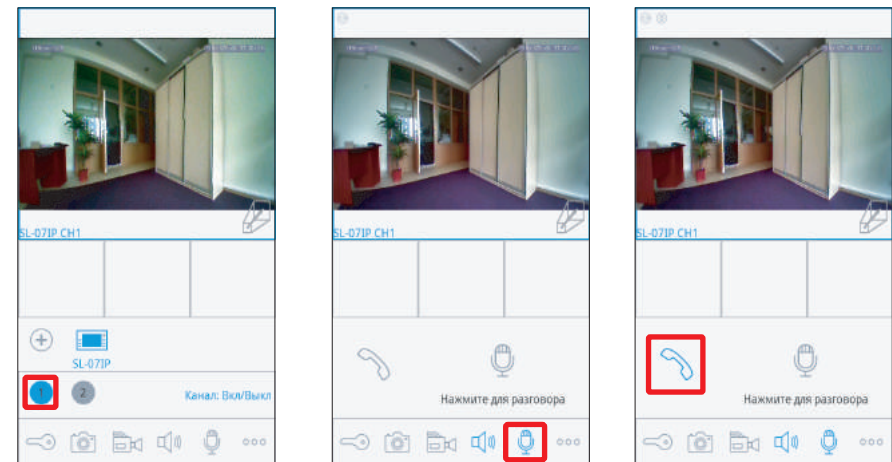 SL-07IP CH1
SL-07IP
1
2
Канал: Вкл/Выкл
SL-07IP CH1
Нажмите для разговора
SL-07IP CH1
Нажмите для разговора